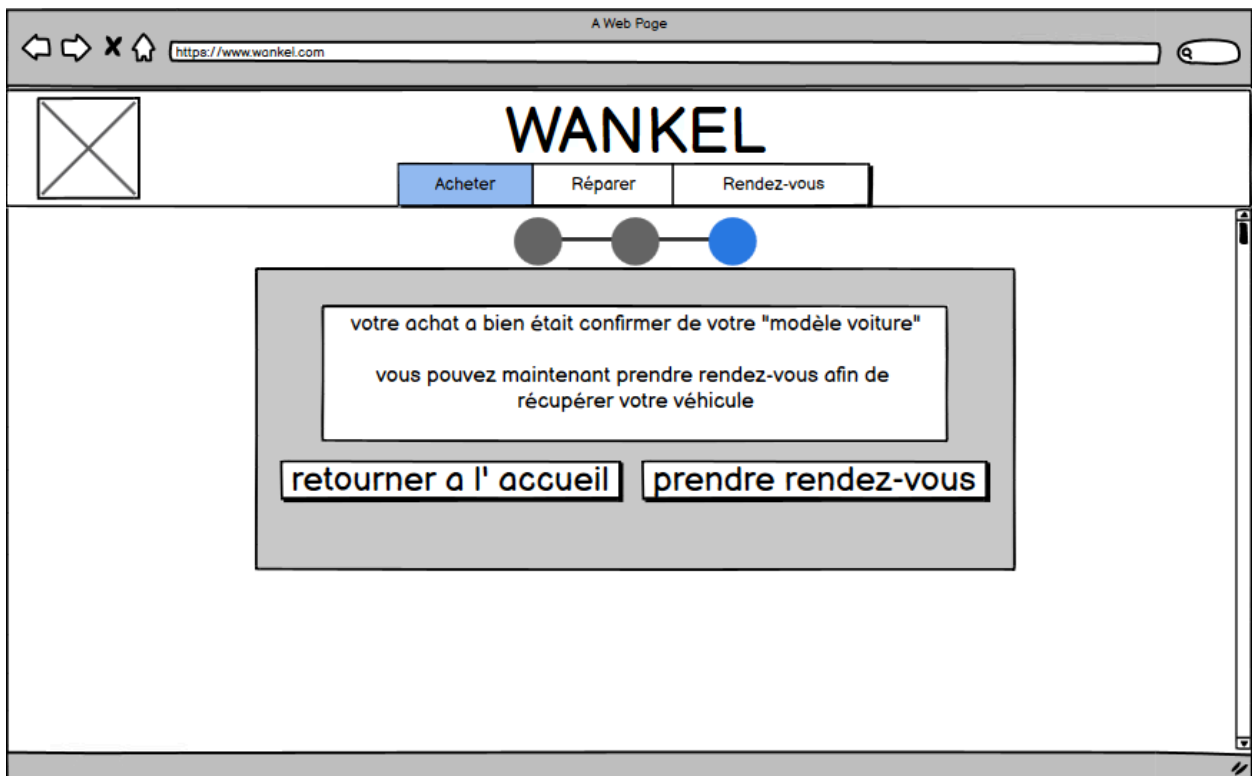 A Web Page
https://www.wankel.com
WANKEL
Acheter Réparer Rendez-vous
votre achat a bien était confirmer de votre "modèle voiture"
vous pouvez maintenant prendre rendez-vous afin de
récupérer votre véhicule
retourner a l' accueil prendre rendez-vous